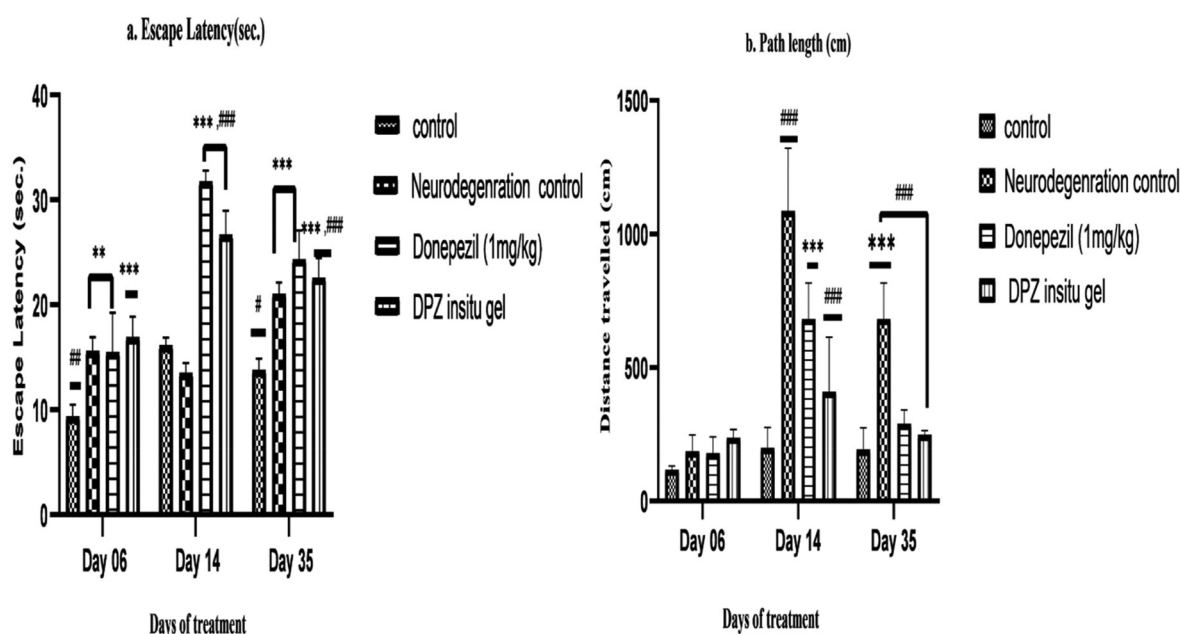 a. Escape Latency(sec.)
Escape Latency (sec.)
40
30
20
10
0
##
**
***
***,###
#
***
***,###
Day 06
Day 14
Day 35
Days of treatment
control
Neurodegenration control
Donepezil (1mg/kg)
DPZ insitu gel
b. Path length (cm)
Distance travelled (cm)
1500
1000
500
0
###
***
###
***
###
Day 06
Day 14
Day 35
Days of treatment
control
Neurodegenration control
Donepezil (1mg/kg)
DPZ insitu gel